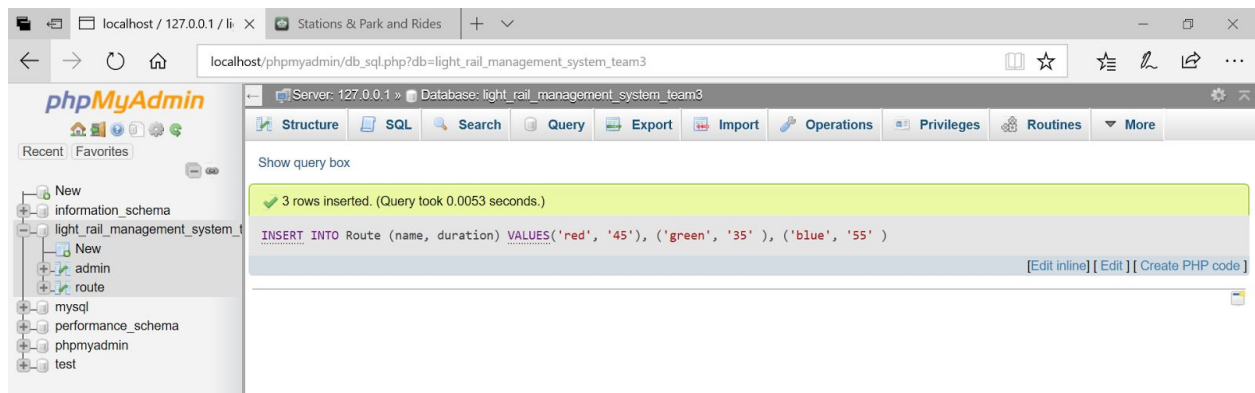 localhost / 127.0.0.1 / li
Stations & Park and Rides
localhost/phpmyadmin/db_sql.php?db=light_rail_management_system_team3
phpMyAdmin
Recent Favorites
New
information_schema
light_rail_management_system_t
New
admin
route
mysql
performance_schema
phpmyadmin
test
Server: 127.0.0.1 » Database: light_rail_management_system_team3
Structure SQL Search Query Export Import Operations Privileges Routines More
Show query box
3 rows inserted. (Query took 0.0053 seconds.)
INSERT INTO Route (name, duration) VALUES('red', '45'), ('green', '35' ), ('blue', '55' )
[Edit inline] [ Edit ] [ Create PHP code ]